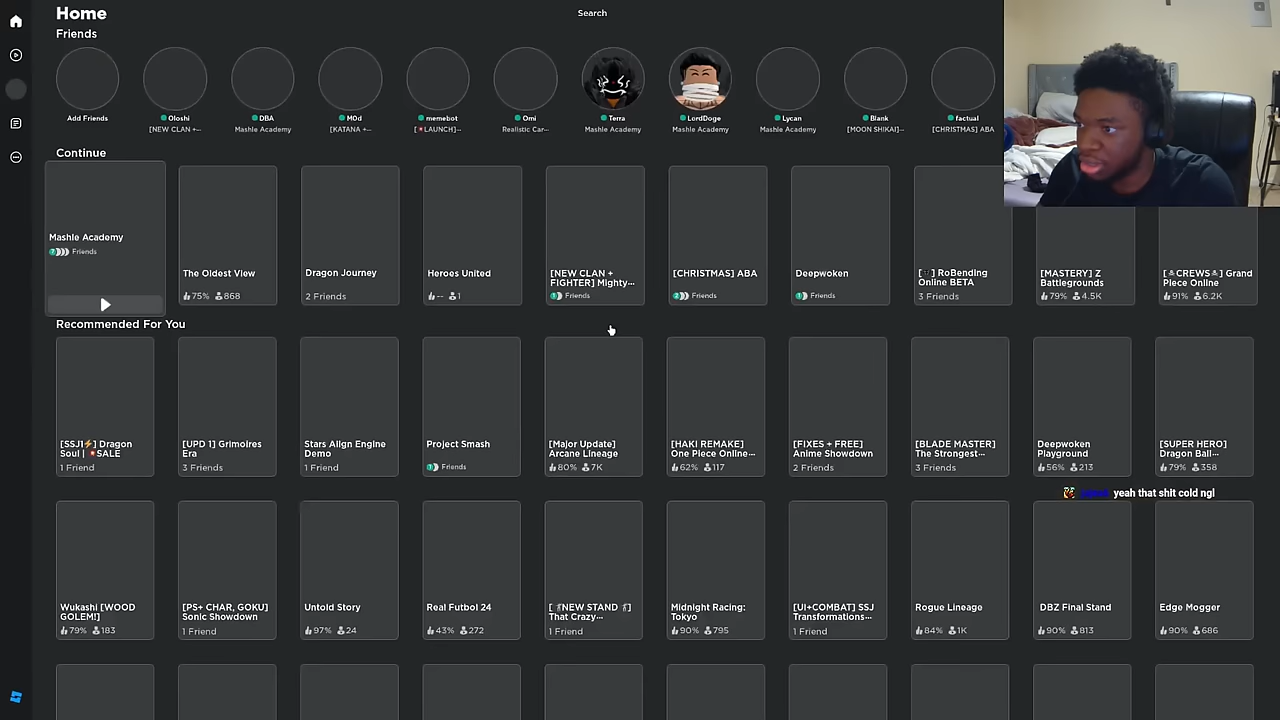 Home
Search
Friends
Add Friends
Oloshi
[NEW CLAN +--
DBA
Mashle Academy
M0d
[KATANA +--
memebot
LAUNCH]--
Omi
Realistic Car--
Terra
Mashle Academy
LordDoge
Mashle Academy
Lycan
Mashle Academy
Blank
[MOON SHIKAI]--
factual
[CHRISTMAS] ABA
Continue
Mashle Academy
Friends
The Oldest View
75% 868
Dragon Journey
2 Friends
Heroes United
-- 1
[NEW CLAN +
FIGHTER] Mighty...
1 Friends
[CHRISTMAS] ABA
2 Friends
Deepwoken
1 Friends
RoBending
Online BETA
3 Friends
[MASTERY] Z
Battlegrounds
79% 4.5K
[☠CREWS☠] Grand
Piece Online
91% 6.2K
Recommended For You
[SSJ1⚡] Dragon
Soul | SALE
1 Friend
[UPD 1] Grimoires
Era
3 Friends
Stars Align Engine
Demo
1 Friend
Project Smash
1 Friends
[Major Update]
Arcane Lineage
80% 7K
[HAKI REMAKE]
One Piece Online...
62% 117
[FIXES + FREE]
Anime Showdown
2 Friends
[BLADE MASTER]
The Strongest...
3 Friends
Deepwoken
Playground
56% 213
[SUPER HERO]
Dragon Ball...
79% 358
yeah that shit cold ngl
Wukashi [WOOD
GOLEM!]
79% 183
[PS+ CHAR, GOKU]
Sonic Showdown
1 Friend
Untold Story
97% 24
Real Futbol 24
43% 272
NEW STAND
That Crazy...
1 Friend
Midnight Racing:
Tokyo
90% 795
[UI+COMBAT] SSJ
Transformations...
1 Friend
Rogue Lineage
84% 1K
DBZ Final Stand
90% 813
Edge Mogger
90% 686